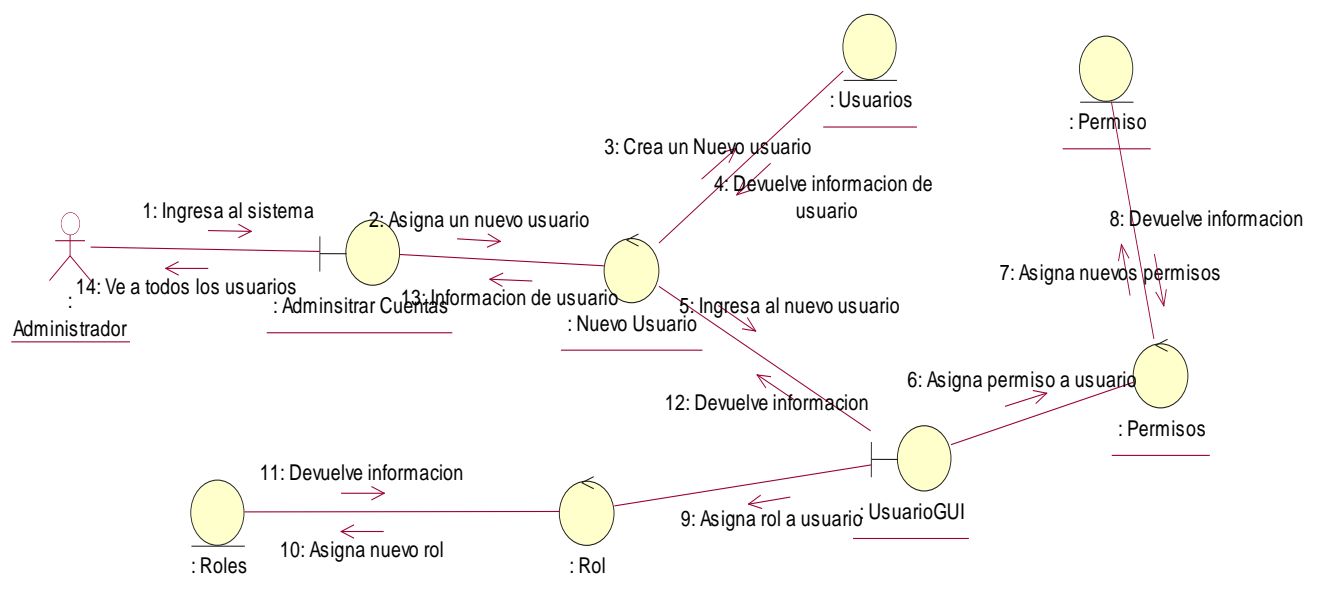 : Usuarios
: Permiso
3: Crea un Nuevo usuario
4: Devuelve informacion de
usuario
1: Ingresa al sistema
2: Asigna un nuevo usuario
8: Devuelve informacion
7: Asigna nuevos permisos
14: Ve a todos los usuarios
13: Informacion de usuario
:
Administrador
: Adminsitrar Cuentas
5: Ingresa al nuevo usuario
: Nuevo Usuario
6: Asigna permiso a usuario
12: Devuelve informacion
: Permisos
11: Devuelve informacion
9: Asigna rol a usuario
: UsuarioGUI
10: Asigna nuevo rol
: Roles
: Rol